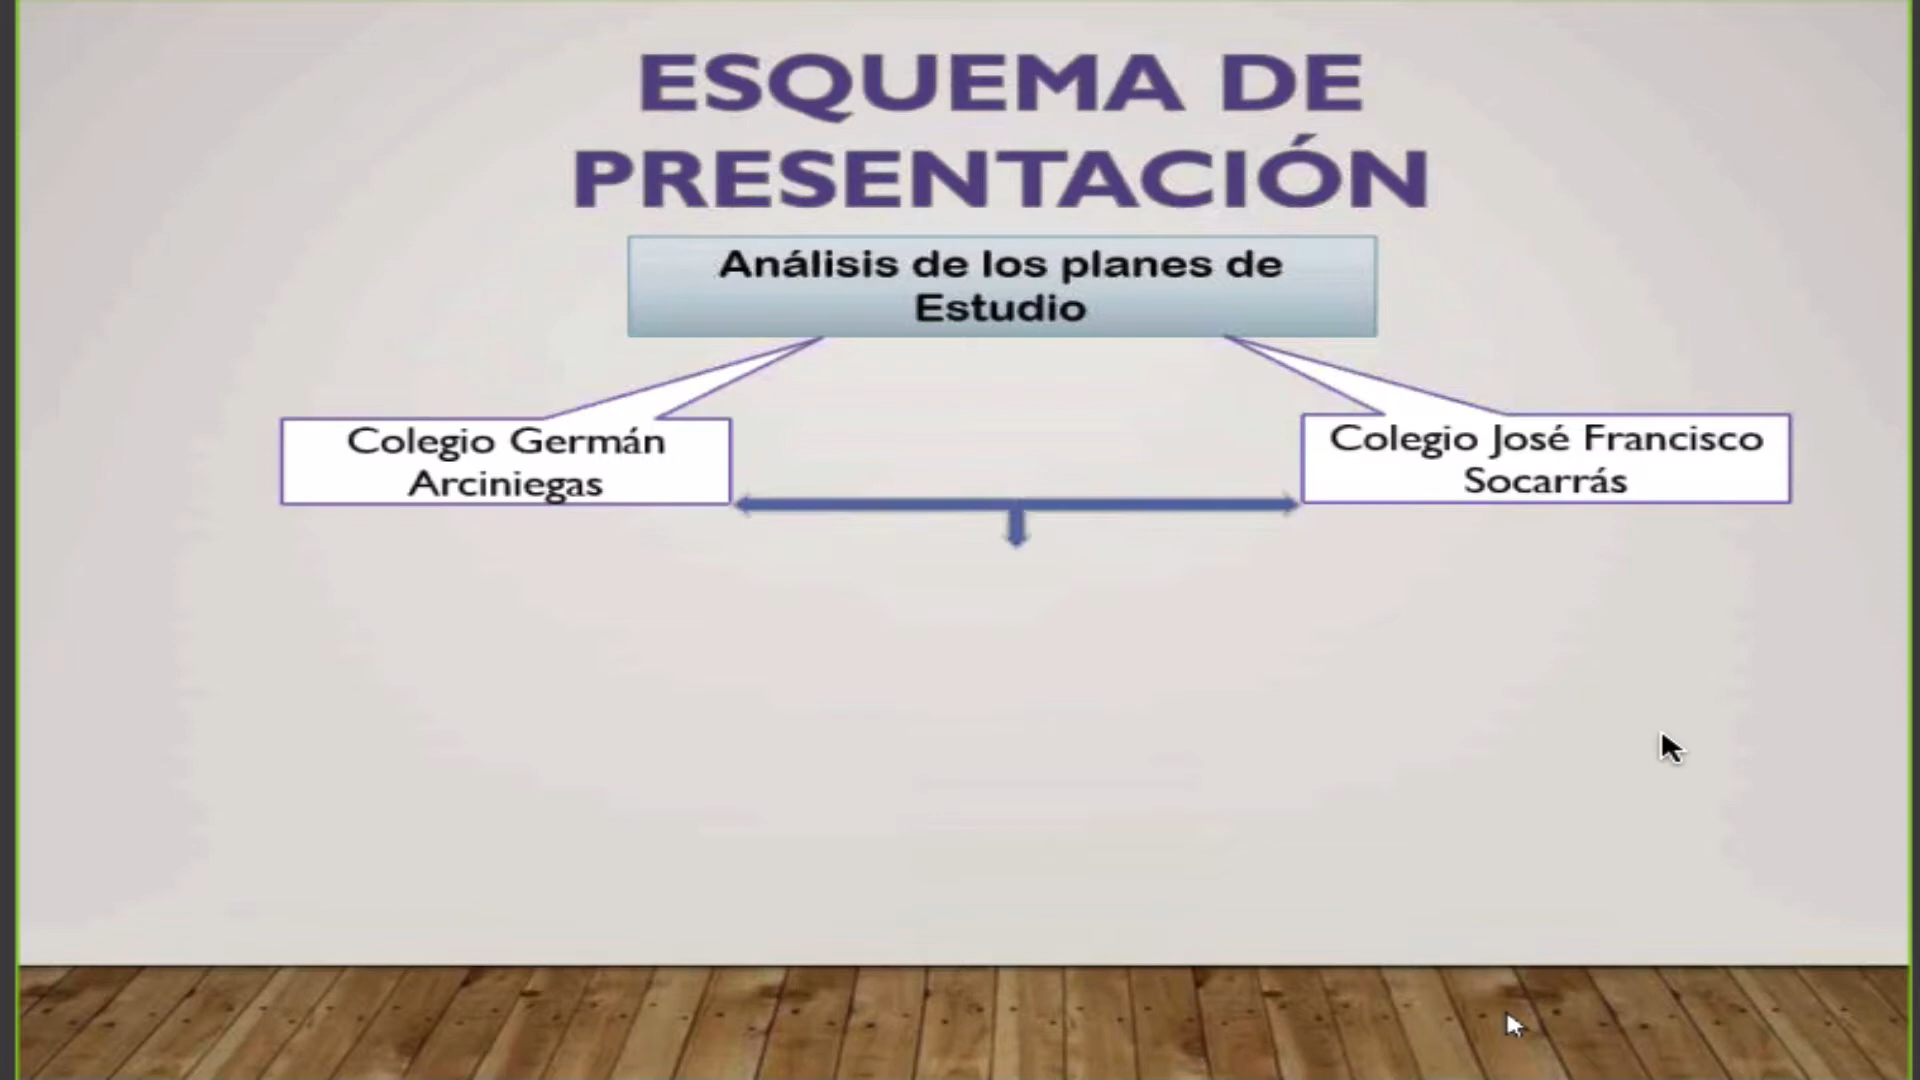 ESQUEMA DE
PRESENTACIÓN
Análisis de los planes de
Estudio
Colegio Germán
Arciniegas
Colegio José Francisco
Socarrás